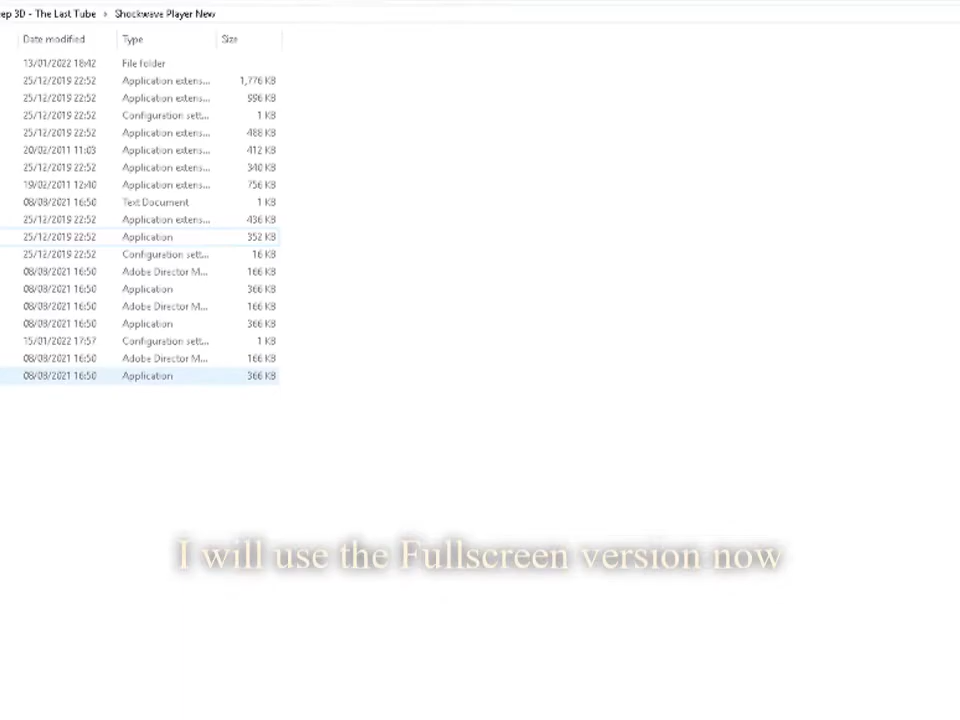 ep 3D - The Last Tube > Shockwave Player New
Date modified Type Size
13/01/2022 18:42 File folder
25/12/2019 22:52 Application extens... 1,776 KB
25/12/2019 22:52 Application extens... 996 KB
25/12/2019 22:52 Configuration sett... 1 KB
25/12/2019 22:52 Application extens... 488 KB
20/02/2011 11:03 Application extens... 412 KB
25/12/2019 22:52 Application extens... 340 KB
19/02/2011 12:40 Application extens... 756 KB
08/08/2021 16:50 Text Document 1 KB
25/12/2019 22:52 Application extens... 436 KB
25/12/2019 22:52 Application 352 KB
25/12/2019 22:52 Configuration sett... 16 KB
08/08/2021 16:50 Adobe Director M... 166 KB
08/08/2021 16:50 Application 366 KB
08/08/2021 16:50 Adobe Director M... 166 KB
08/08/2021 16:50 Application 366 KB
15/01/2022 17:57 Configuration sett... 1 KB
08/08/2021 16:50 Adobe Director M... 166 KB
08/08/2021 16:50 Application 366 KB
I will use the Fullscreen version now